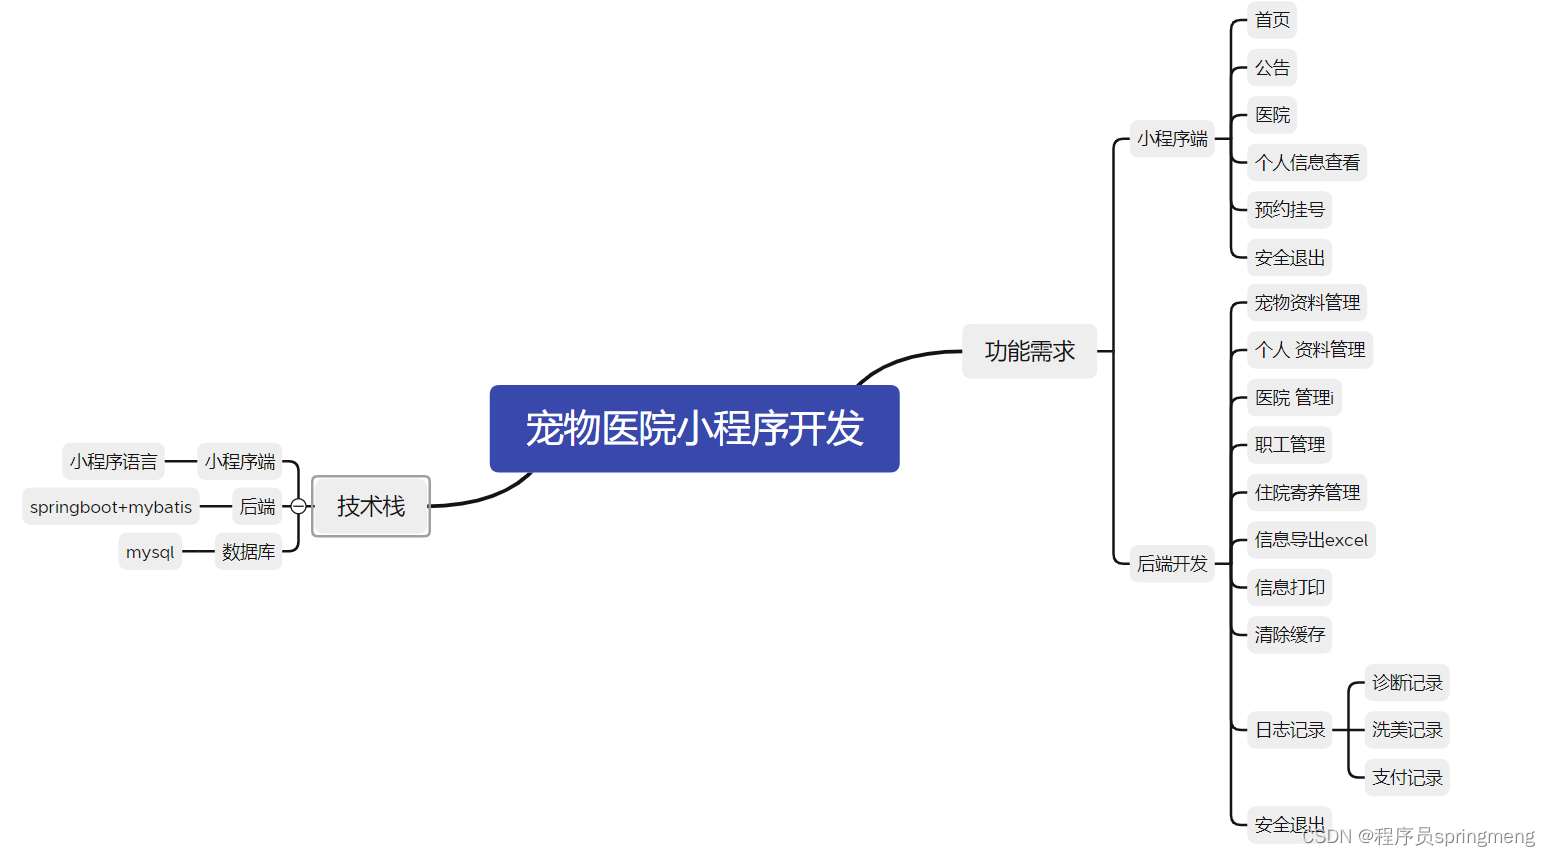 宠物医院小程序开发
功能需求
小程序端
首页
公告
医院
个人信息查看
预约挂号
安全退出
后端开发
宠物资料管理
个人 资料管理
医院 管理i
职工管理
住院寄养管理
信息导出excel
信息打印
清除缓存
日志记录
诊断记录
洗美记录
支付记录
安全退出
技术栈
小程序端
小程序语言
后端
springboot+mybatis
数据库
mysql
CSDN @程序员springmeng